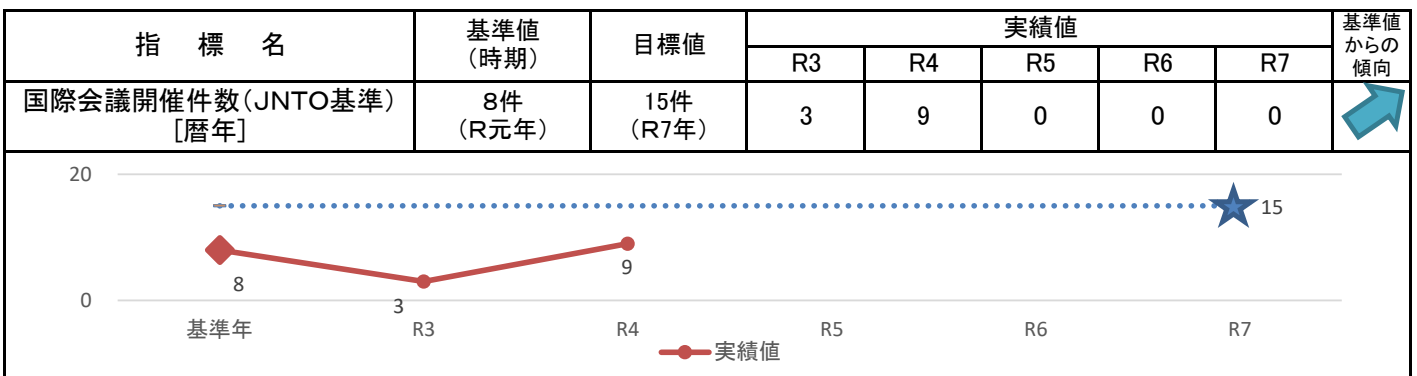 指 標 名
基準値
（時期）
目標値
実績値
基準値
からの
傾向
R3 R4 R5 R6 R7
国際会議開催件数（JNTO基準）
［暦年］
8件
（R元年）
15件
（R7年）
3 9 0 0 0
20
15
8
3
9
0
基準年 R3 R4 R5 R6 R7
実績値